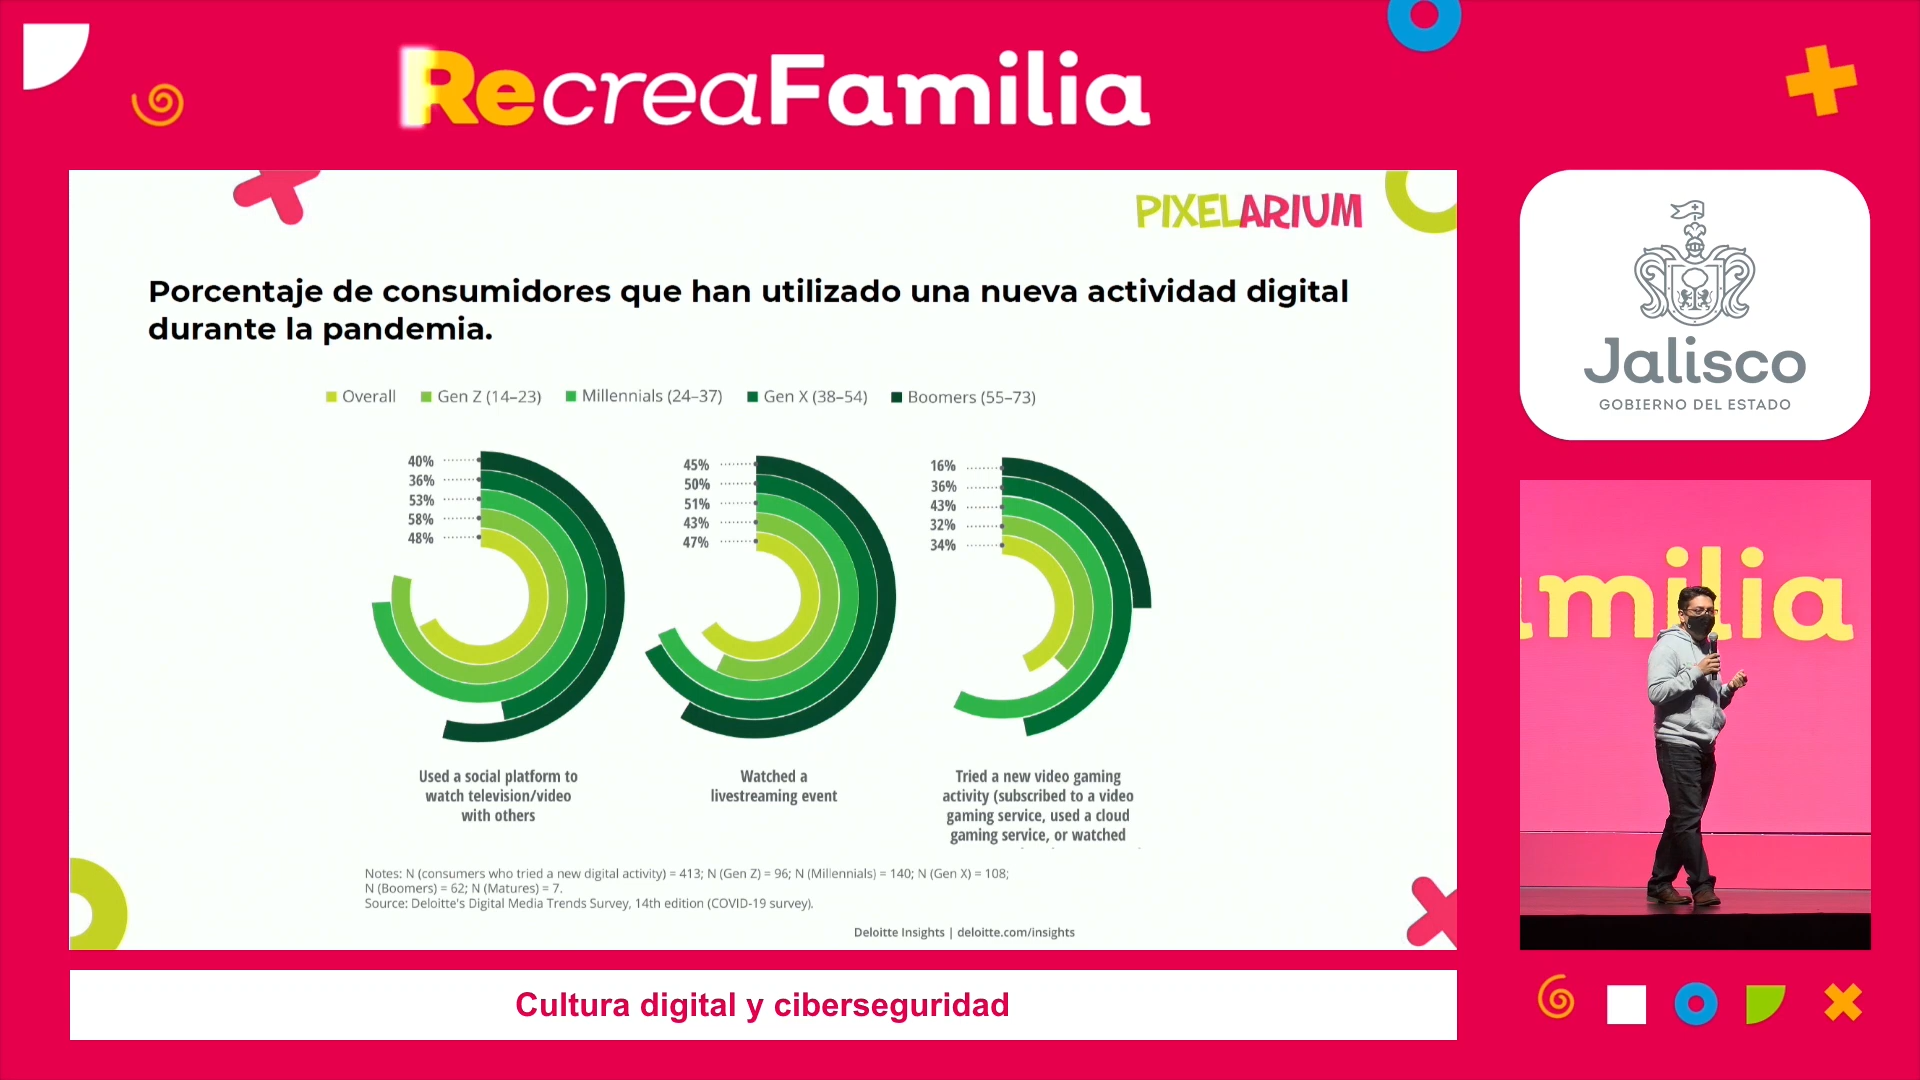 RecreaFamilia
PIXELARIUM
Porcentaje de consumidores que han utilizado una nueva actividad digital
durante la pandemia.
Overall Gen Z (14–23) Millennials (24–37) Gen X (38–54) Boomers (55–73)
40%
36%
53%
58%
48%
45%
50%
51%
43%
47%
16%
36%
43%
32%
34%
Used a social platform to
watch television/video
with others
Watched a
livestreaming event
Tried a new video gaming
activity (subscribed to a video
gaming service, used a cloud
gaming service, or watched
Notes: N (consumers who tried a new digital activity) = 413; N (Gen Z) = 96; N (Millennials) = 140; N (Gen X) = 108;
N (Boomers) = 62; N (Matures) = 7.
Source: Deloitte's Digital Media Trends Survey, 14th edition (COVID-19 survey).
Deloitte Insights | deloitte.com/insights
Jalisco
GOBIERNO DEL ESTADO
amilia
Cultura digital y ciberseguridad